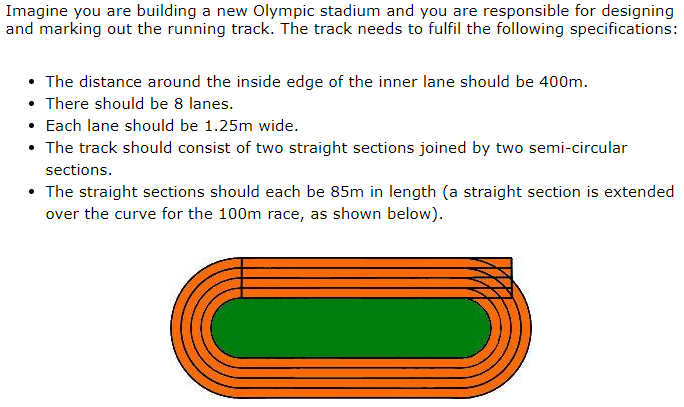 Imagine you are building a new Olympic stadium and you are responsible for designing
and marking out the running track. The track needs to fulfil the following specifications:
• The distance around the inside edge of the inner lane should be 400m.
• There should be 8 lanes.
• Each lane should be 1.25m wide.
• The track should consist of two straight sections joined by two semi-circular
sections.
• The straight sections should each be 85m in length (a straight section is extended
over the curve for the 100m race, as shown below).